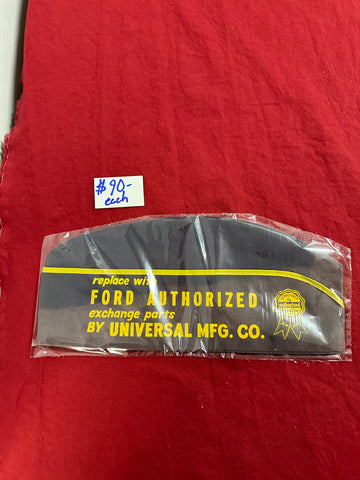 $90-
each
replace with
FORD AUTHORIZED
exchange parts
BY UNIVERSAL MFG. CO.